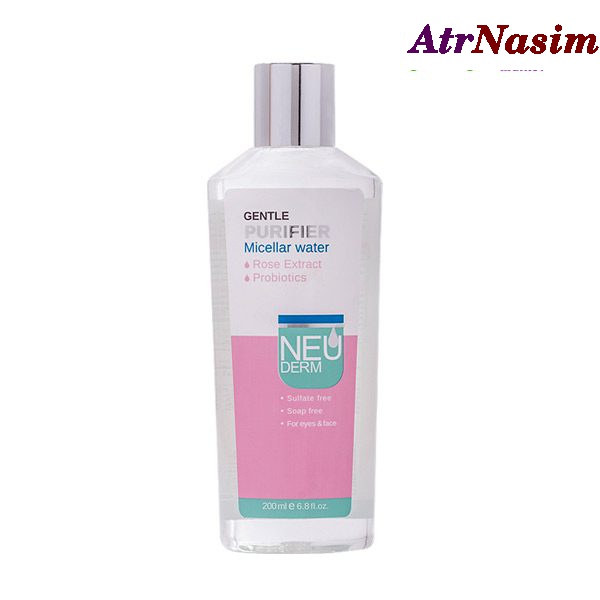 AtrNasim
GENTLE
PURIFIER
Micellar water
Rose Extract
Probiotics
NEU
DERM
• Sulfate free
• Soap free
• For eyes & face
200 ml e 6.8 fl.oz.